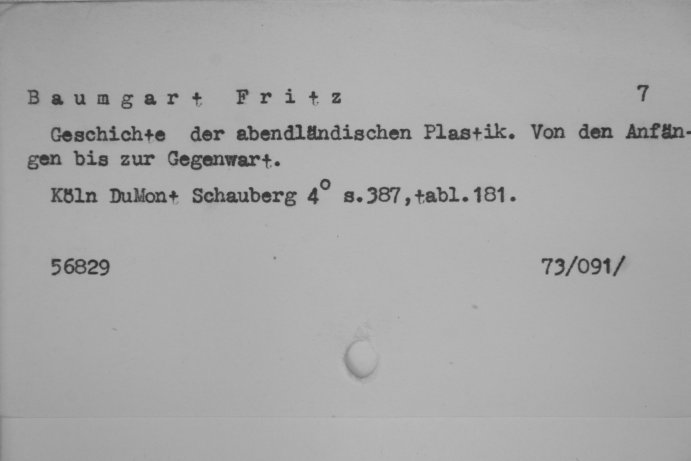 Baumgart Fritz 7
Geschichte der abendländischen Plastik. Von den Anfän-
gen bis zur Gegenwart.
Köln DuMont Schauberg 4° s.387,tabl.181.
56829 73/091/